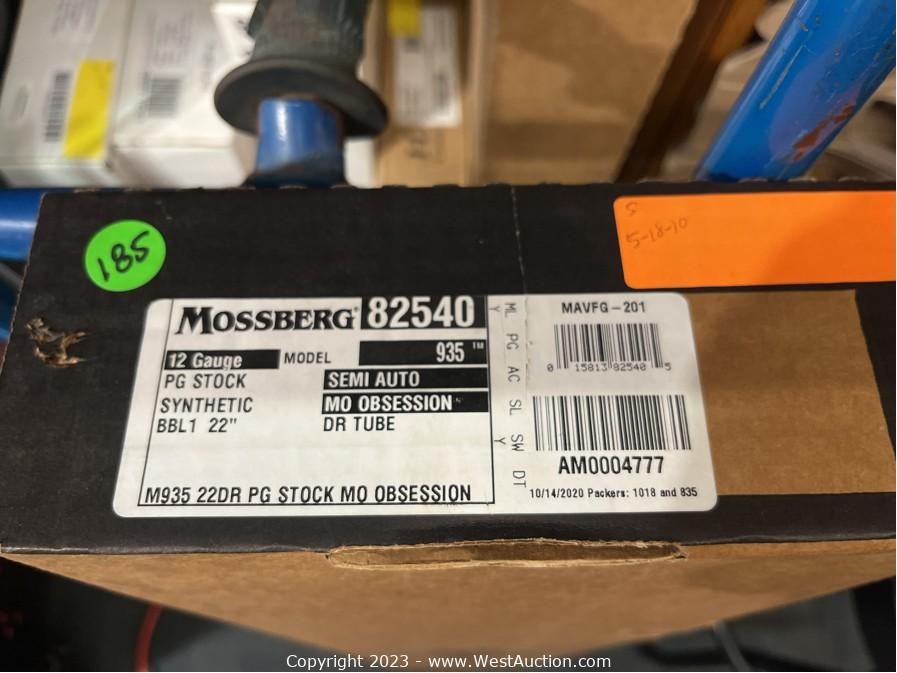 185
S
5-18-10
MOSSBERG® 82540
12 Gauge MODEL 935™
PG STOCK SEMI AUTO
SYNTHETIC MO OBSESSION
BBL1 22" DR TUBE
M935 22DR PG STOCK MO OBSESSION
ML PG AC SL SW DT
Y Y
MAVFG-201
0 15813 82540 5
AM0004777
10/14/2020 Packers: 1018 and 835
Copyright 2023 - www.WestAuction.com